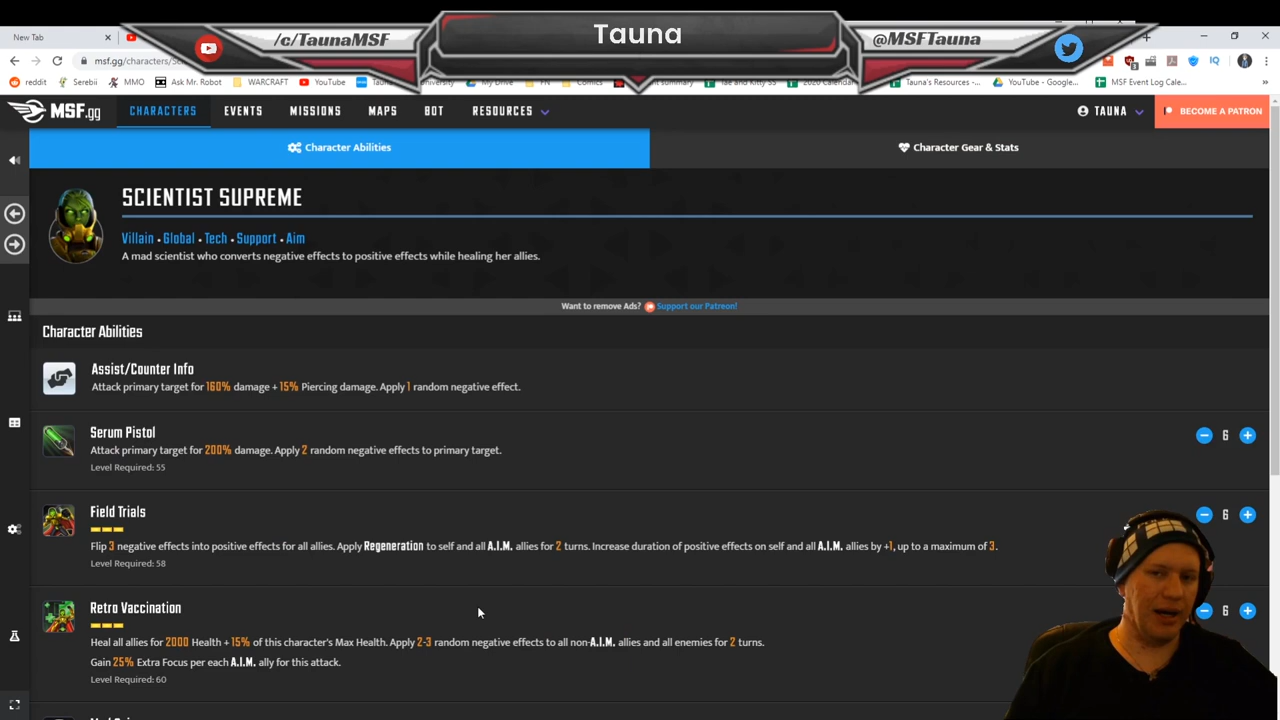 Tauna
/c/TaunaMSF
@MSFTauna
New Tab
msf.gg/characters/
reddit
Serebii
MMO
Ask Mr. Robot
WARCRAFT
YouTube
My Drive
FN
Comics
Tauna's Resources -...
YouTube - Google...
MSF Event Log Cale...
MSF.gg
CHARACTERS
EVENTS
MISSIONS
MAPS
BOT
RESOURCES
TAUNA
BECOME A PATRON
Character Abilities
Character Gear & Stats
SCIENTIST SUPREME
Villain • Global • Tech • Support • Aim
A mad scientist who converts negative effects to positive effects while healing her allies.
Want to remove Ads? Support our Patreon!
Character Abilities
Assist/Counter Info
Attack primary target for 160% damage + 15% Piercing damage. Apply 1 random negative effect.
Serum Pistol
6
Attack primary target for 200% damage. Apply 2 random negative effects to primary target.
Level Required: 55
Field Trials
6
Flip 3 negative effects into positive effects for all allies. Apply Regeneration to self and all A.I.M. allies for 2 turns. Increase duration of positive effects on self and all A.I.M. allies by +1, up to a maximum of 3.
Level Required: 58
Retro Vaccination
6
Heal all allies for 2000 Health + 15% of this character's Max Health. Apply 2-3 random negative effects to all non-A.I.M. allies and all enemies for 2 turns.
Gain 25% Extra Focus per each A.I.M. ally for this attack.
Level Required: 60